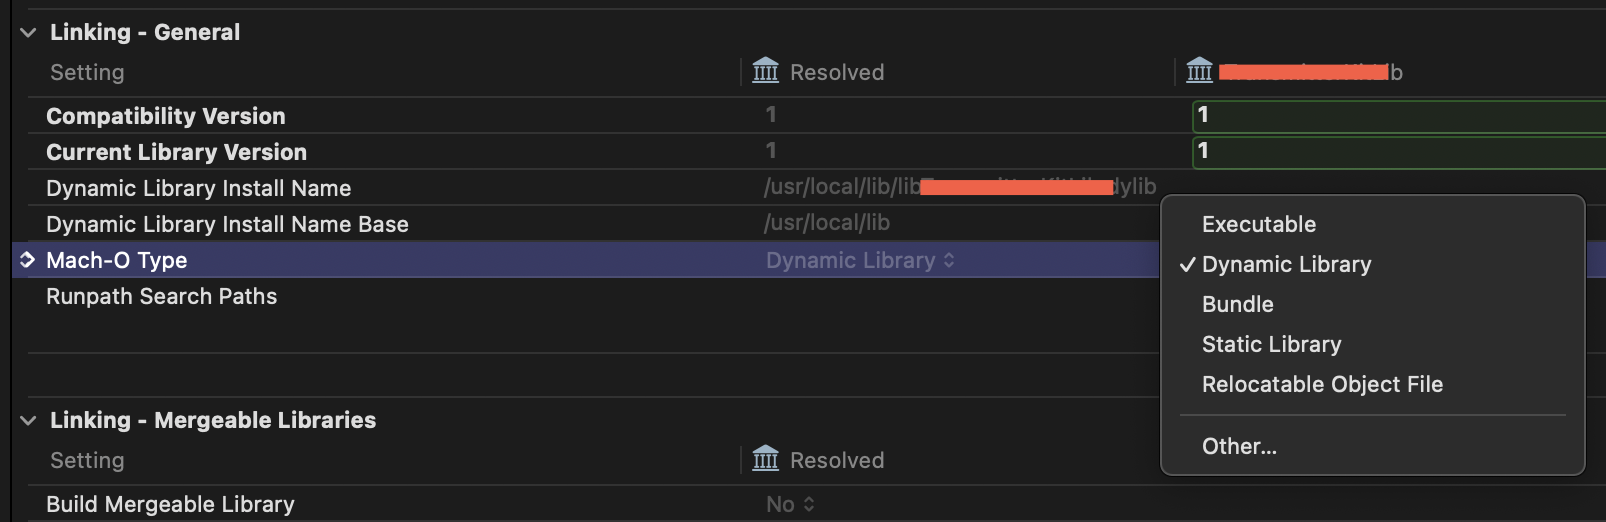 Linking - General
Setting Resolved
Compatibility Version 1 1
Current Library Version 1 1
Dynamic Library Install Name /usr/local/lib/lib dylib
Dynamic Library Install Name Base /usr/local/lib
Mach-O Type Dynamic Library
Runpath Search Paths
Executable
Dynamic Library
Bundle
Static Library
Relocatable Object File
Other...
Linking - Mergeable Libraries
Setting Resolved
Build Mergeable Library No